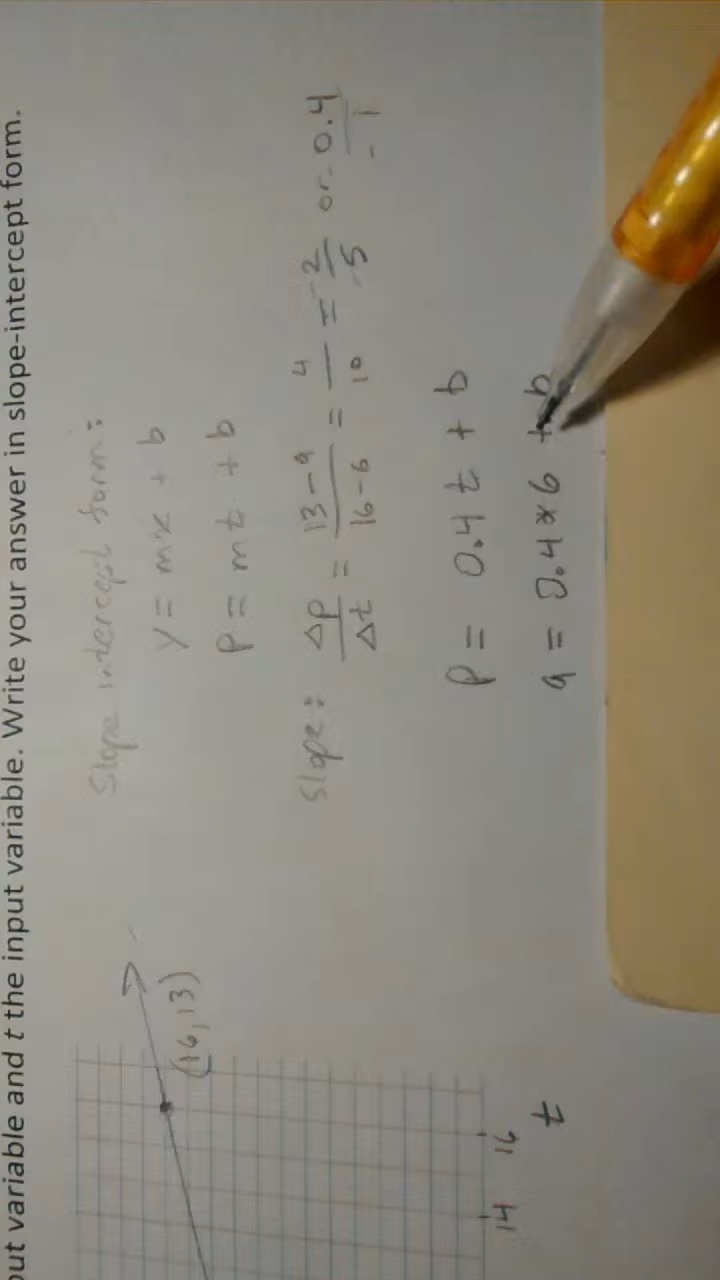 out variable and t the input variable. Write your answer in slope-intercept form.
Slope intercept form:
y = mx + b
P = mt + b
Slope: ΔP/Δt = 13-9/16-6 = 4/10 = 2/5 or 0.4/1
P = 0.4t + b
9 = 0.4*6 + b
(16,13)
14 16 t